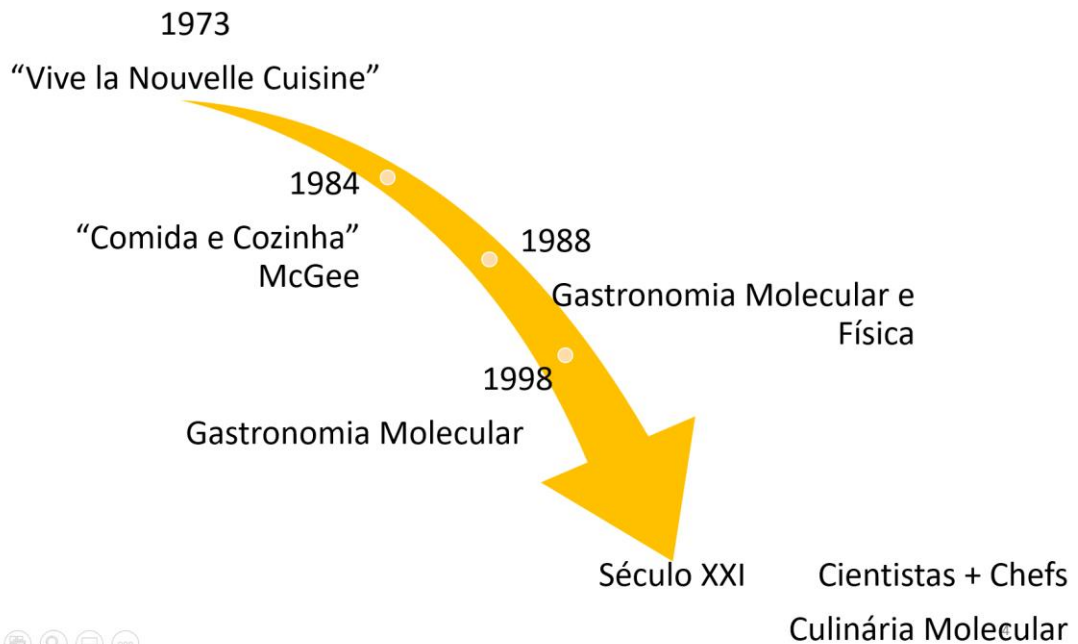 1973
“Vive la Nouvelle Cuisine”
1984
“Comida e Cozinha”
McGee
1988
Gastronomia Molecular e
Física
1998
Gastronomia Molecular
Século XXI
Cientistas + Chefs
Culinária Molecular
4